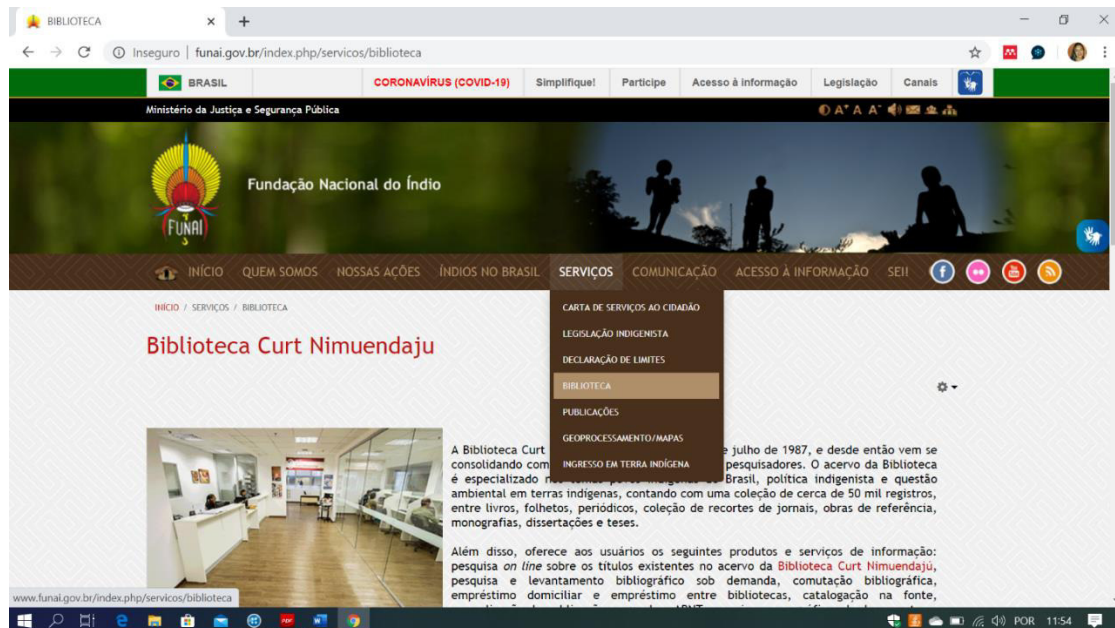 BIBLIOTECA
Inseguro | funai.gov.br/index.php/servicos/biblioteca
BRASIL CORONAVÍRUS (COVID-19) Simplifique! Participe Acesso à informação Legislação Canais
Ministério da Justiça e Segurança Pública A+ A A-
Fundação Nacional do Índio
FUNAI
INÍCIO QUEM SOMOS NOSSAS AÇÕES ÍNDIOS NO BRASIL SERVIÇOS COMUNICAÇÃO ACESSO À INFORMAÇÃO SEI!
INÍCIO / SERVIÇOS / BIBLIOTECA
CARTA DE SERVIÇOS AO CIDADÃO
LEGISLAÇÃO INDIGENISTA
DECLARAÇÃO DE LIMITES
BIBLIOTECA
PUBLICAÇÕES
GEOPROCESSAMENTO/MAPAS
INGRESSO EM TERRA INDÍGENA
Biblioteca Curt Nimuendaju
A Biblioteca Curt de julho de 1987, e desde então vem se
consolidando com pesquisadores. O acervo da Biblioteca
é especializado Brasil, política indigenista e questão
ambiental em terras indígenas, contando com uma coleção de cerca de 50 mil registros,
entre livros, folhetos, periódicos, coleção de recortes de jornais, obras de referência,
monografias, dissertações e teses.
Além disso, oferece aos usuários os seguintes produtos e serviços de informação:
pesquisa on line sobre os títulos existentes no acervo da Biblioteca Curt Nimuendajú,
pesquisa e levantamento bibliográfico sob demanda, comutação bibliográfica,
empréstimo domiciliar e empréstimo entre bibliotecas, catalogação na fonte,
www.funai.gov.br/index.php/servicos/biblioteca
POR 11:54